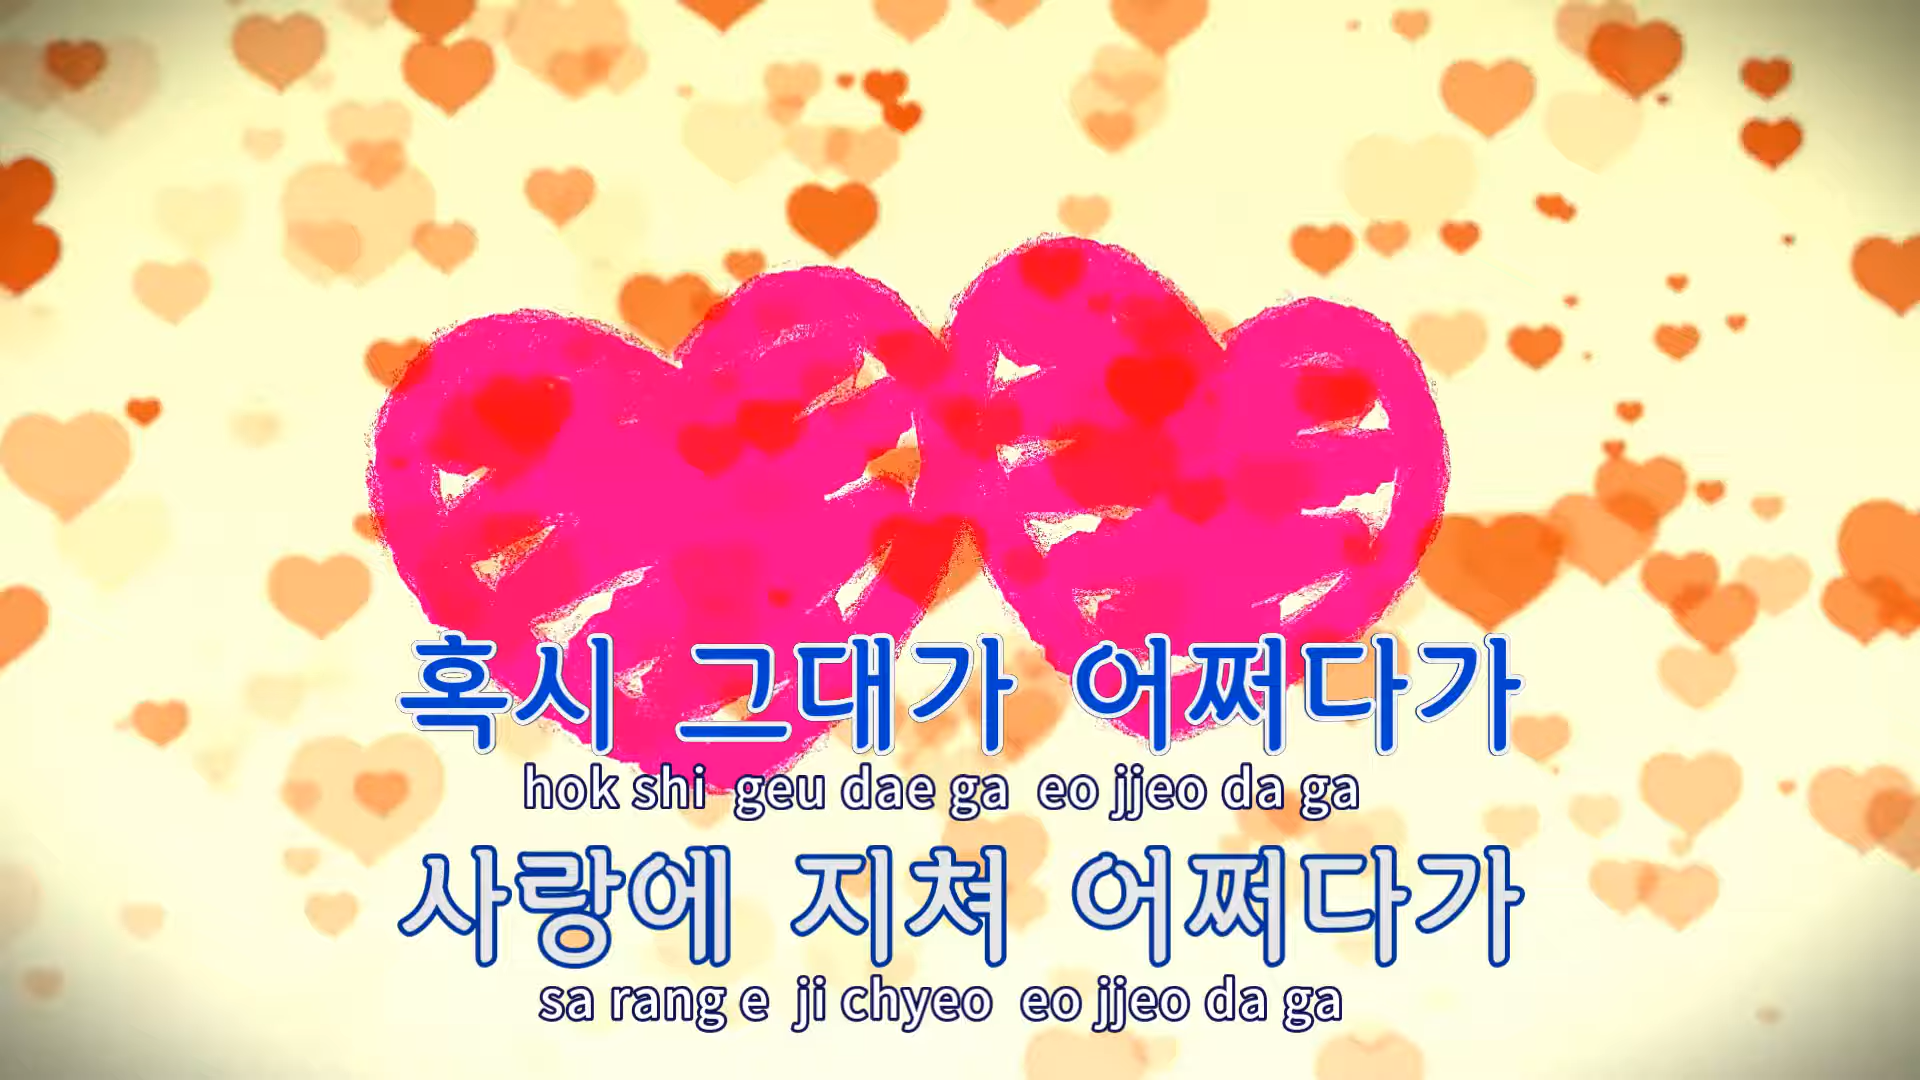 혹시 그대가 어쩌다가
hok shi geu dae ga eo jjeo da ga
사랑에 지쳐 어쩌다가
sa rang e ji chyeo eo jjeo da ga